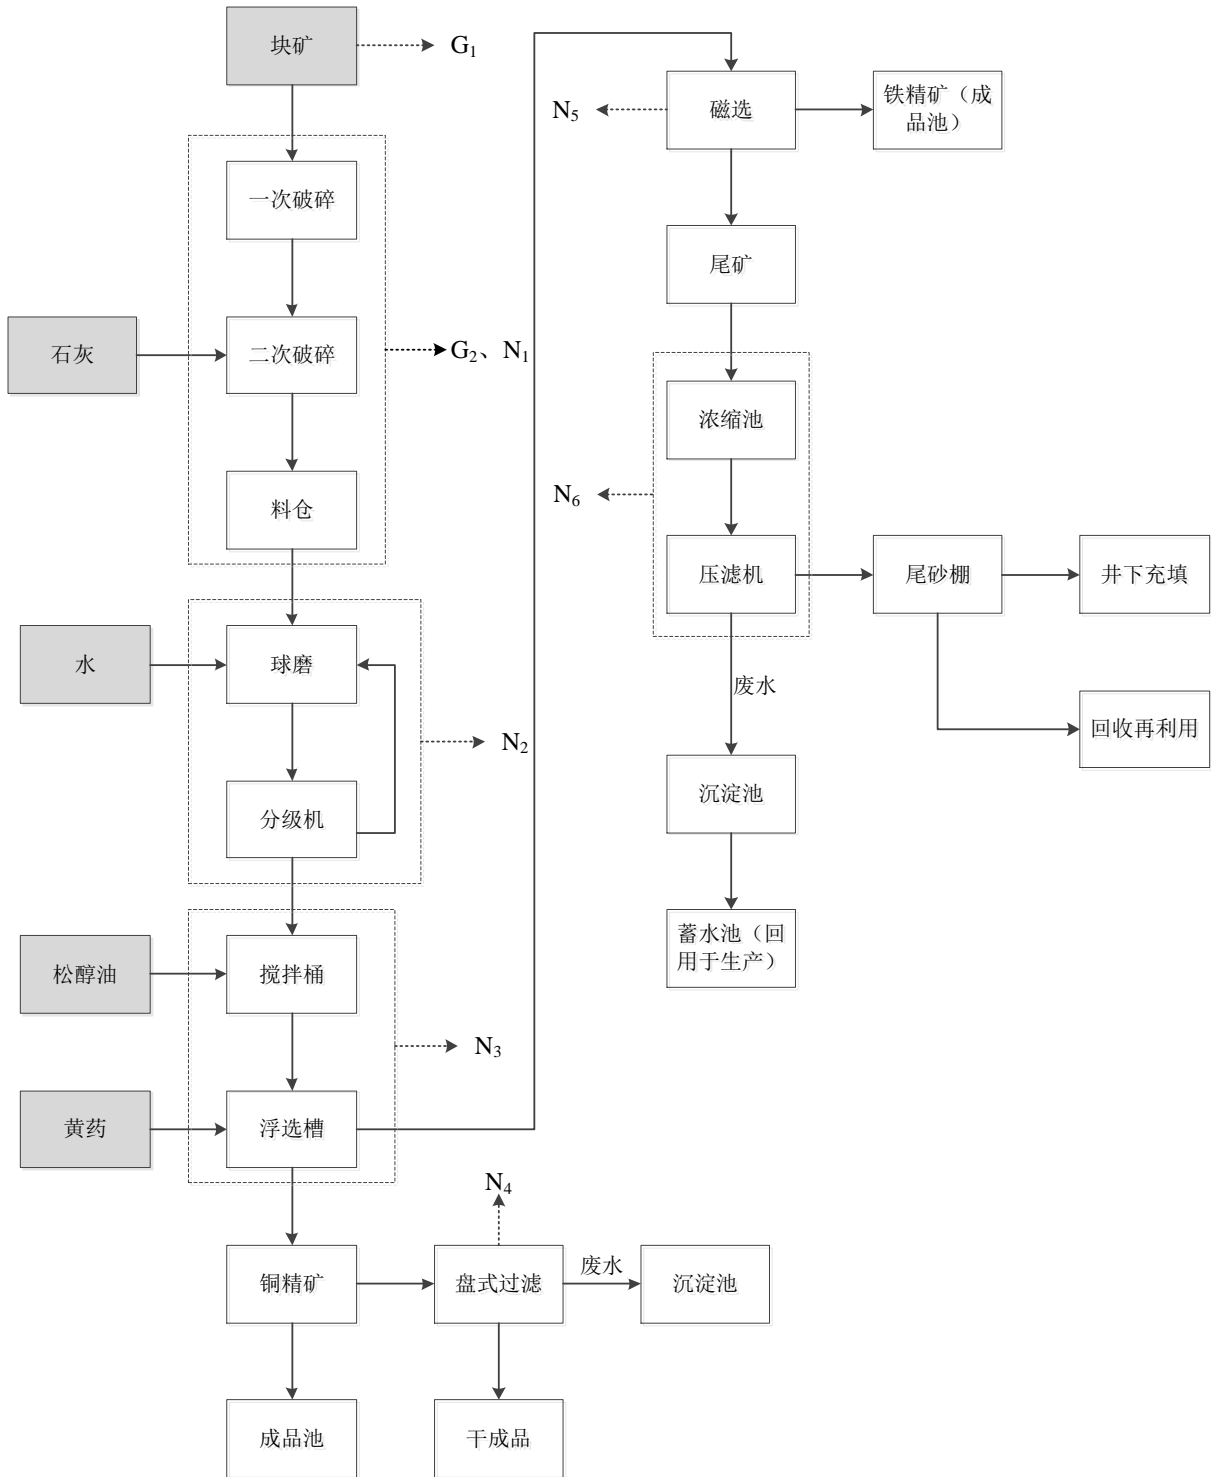 块矿
G₁
一次破碎
石灰
二次破碎
G₂、N₁
料仓
水
球磨
N₂
分级机
松醇油
搅拌桶
N₃
黄药
浮选槽
N₄
铜精矿
盘式过滤
废水
沉淀池
成品池
干成品
N₅
磁选
铁精矿（成
品池）
尾矿
浓缩池
N₆
压滤机
尾砂棚
井下充填
废水
回收再利用
沉淀池
蓄水池（回
用于生产）